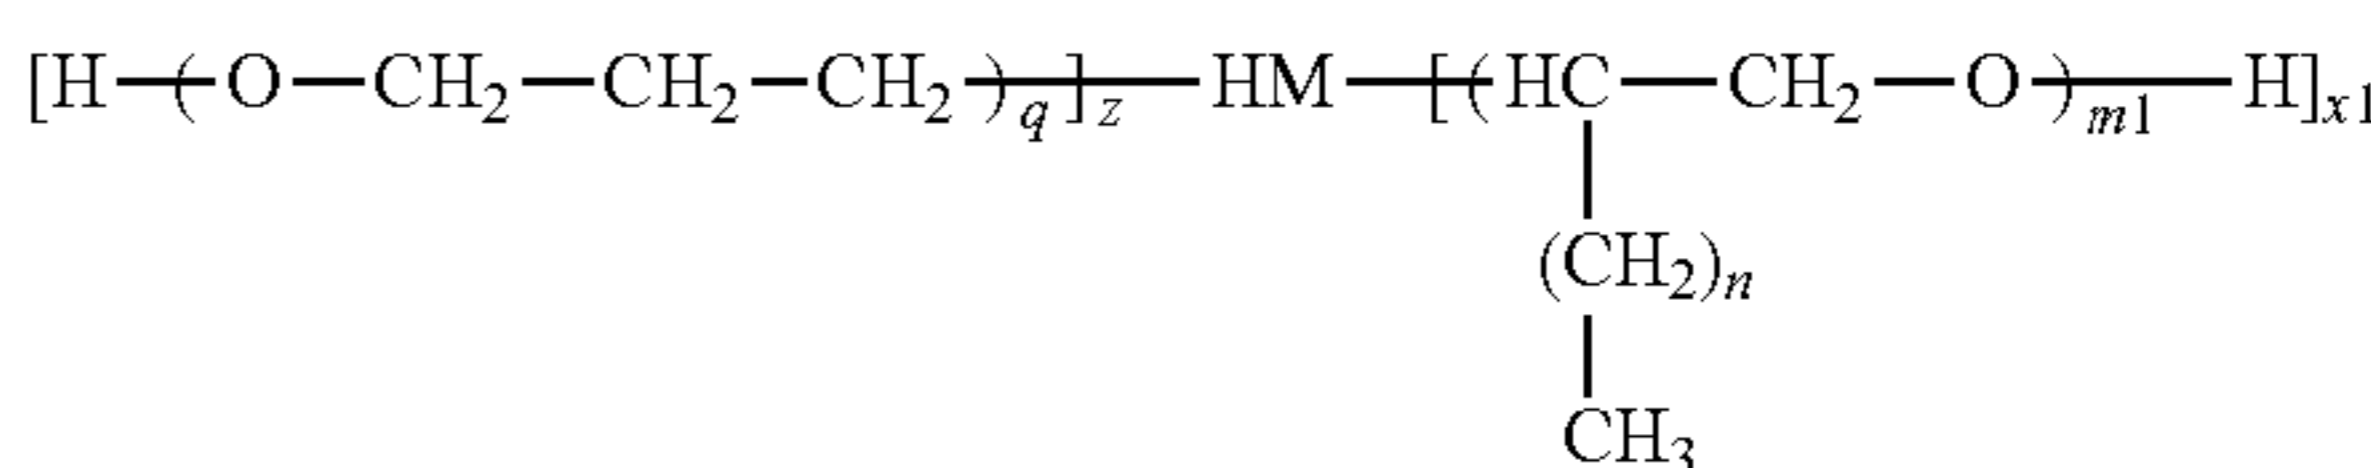 [H—(O—CH₂—CH₂—CH₂)q]z—HM—[(HC—CH₂—O)m1—H]x1
(CH₂)n
CH₃